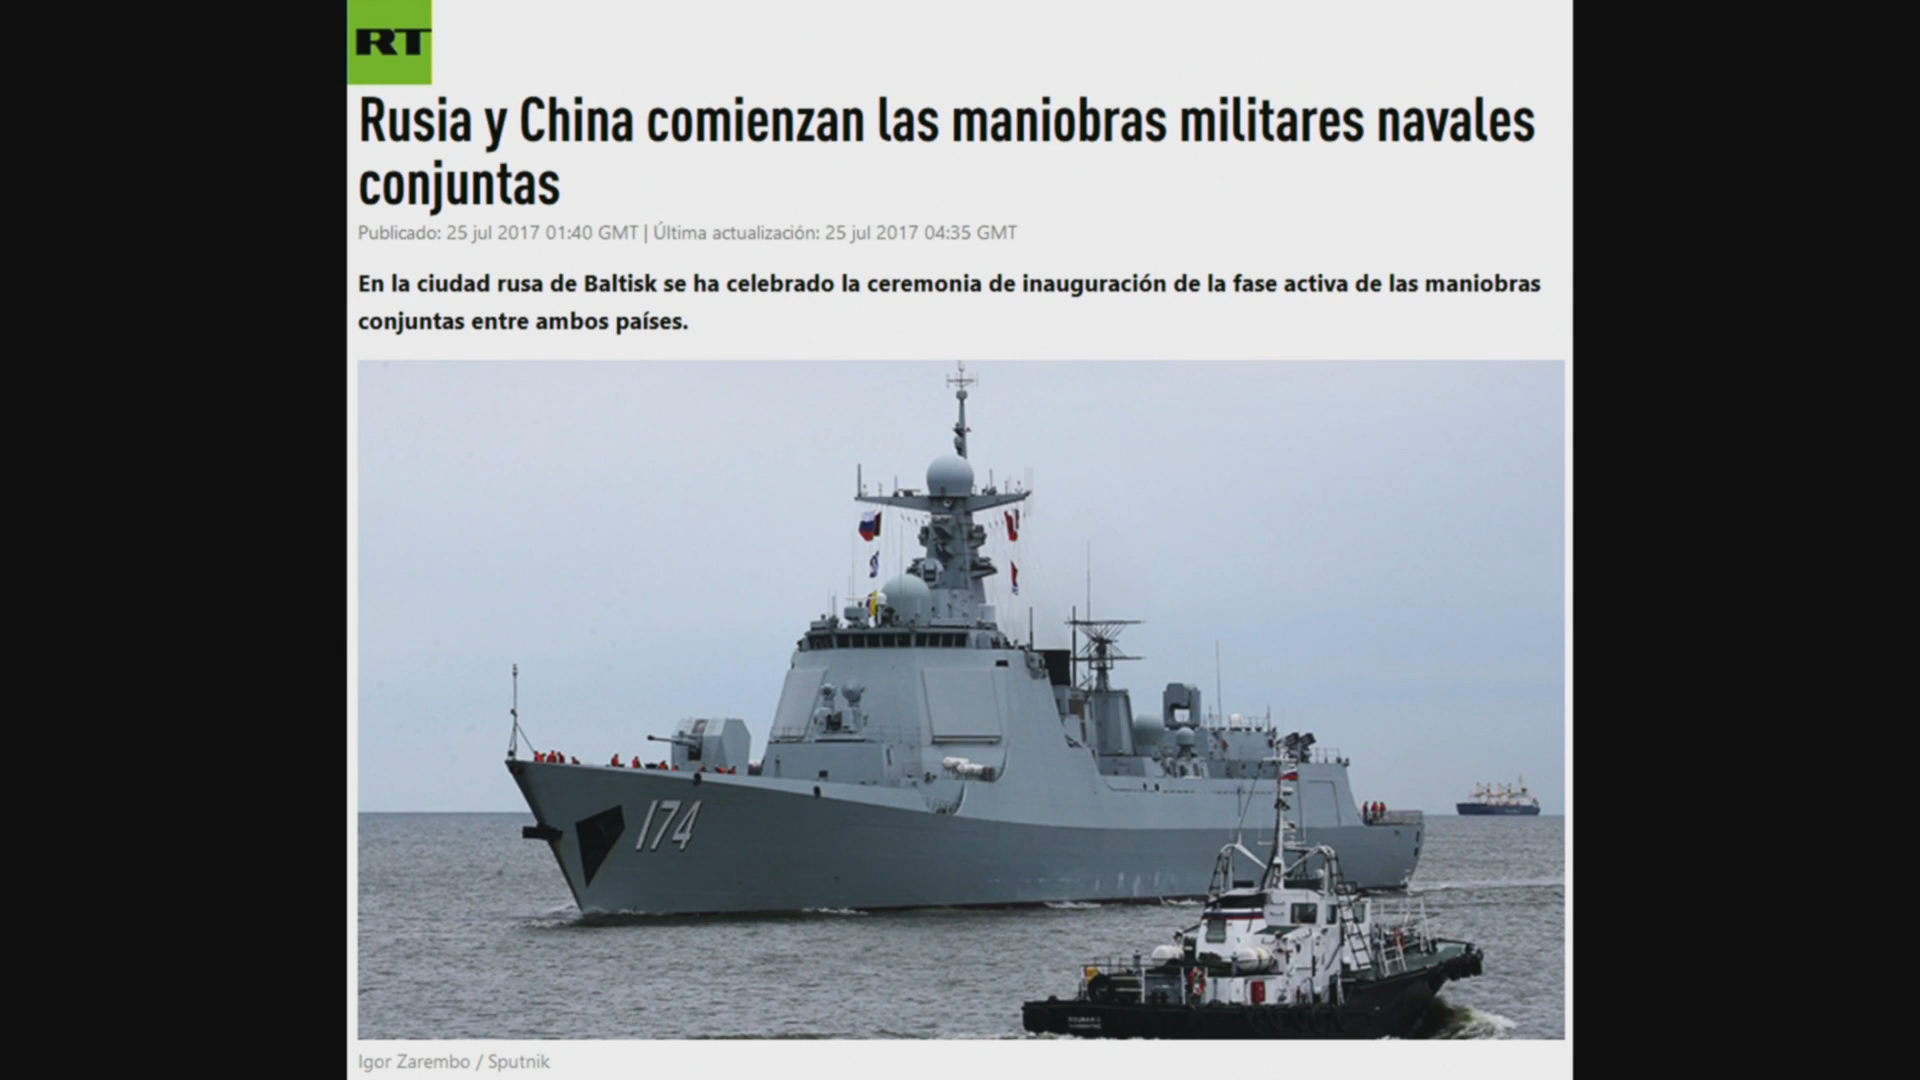 RT
Rusia y China comienzan las maniobras militares navales
conjuntas
Publicado: 25 jul 2017 01:40 GMT | Última actualización: 25 jul 2017 04:35 GMT
En la ciudad rusa de Baltisk se ha celebrado la ceremonia de inauguración de la fase activa de las maniobras
conjuntas entre ambos países.
174
Igor Zarembo / Sputnik